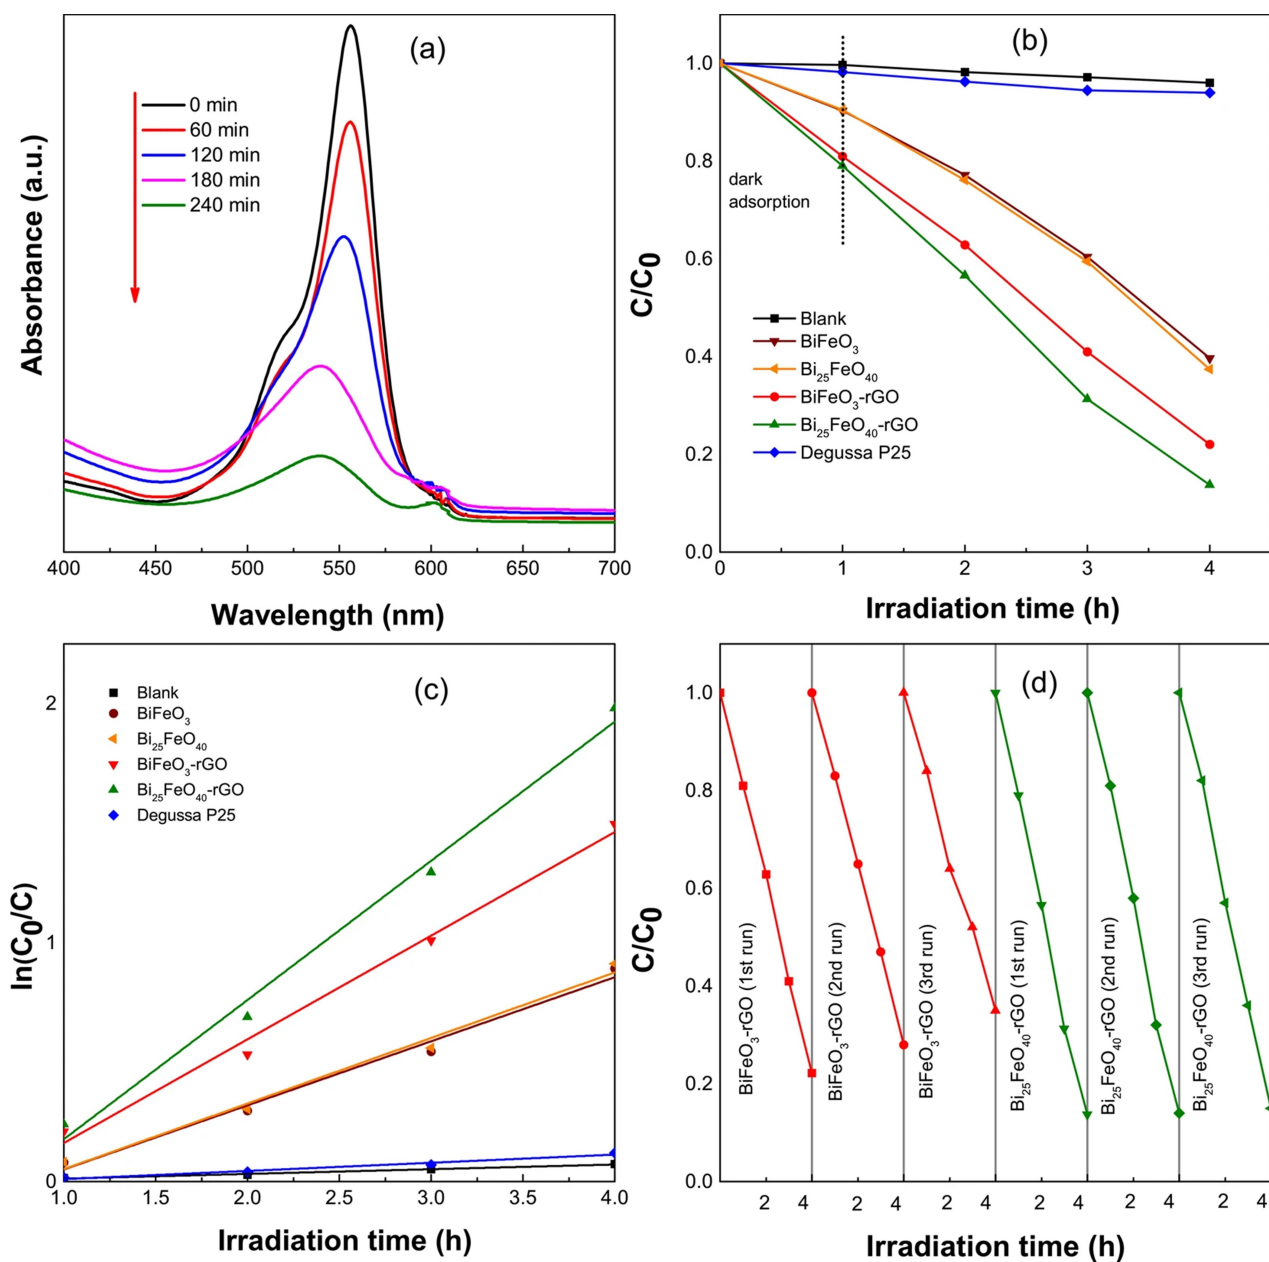 (a)
0 min
60 min
120 min
180 min
240 min
Absorbance (a.u.)
400 450 500 550 600 650 700
Wavelength (nm)
(b)
1.0
0.8
0.6
0.4
0.2
0.0
dark
adsorption
Blank
BiFeO₃
Bi₂₅FeO₄₀
BiFeO₃-rGO
Bi₂₅FeO₄₀-rGO
Degussa P25
C/C₀
0 1 2 3 4
Irradiation time (h)
(c)
2
1
0
Blank
BiFeO₃
Bi₂₅FeO₄₀
BiFeO₃-rGO
Bi₂₅FeO₄₀-rGO
Degussa P25
ln(C₀/C)
1.0 1.5 2.0 2.5 3.0 3.5 4.0
Irradiation time (h)
(d)
1.0
0.8
0.6
0.4
0.2
0.0
C/C₀
BiFeO₃-rGO (1st run)
BiFeO₃-rGO (2nd run)
BiFeO₃-rGO (3rd run)
Bi₂₅FeO₄₀-rGO (1st run)
Bi₂₅FeO₄₀-rGO (2nd run)
Bi₂₅FeO₄₀-rGO (3rd run)
2 4 2 4 2 4 2 4 2 4 2 4
Irradiation time (h)